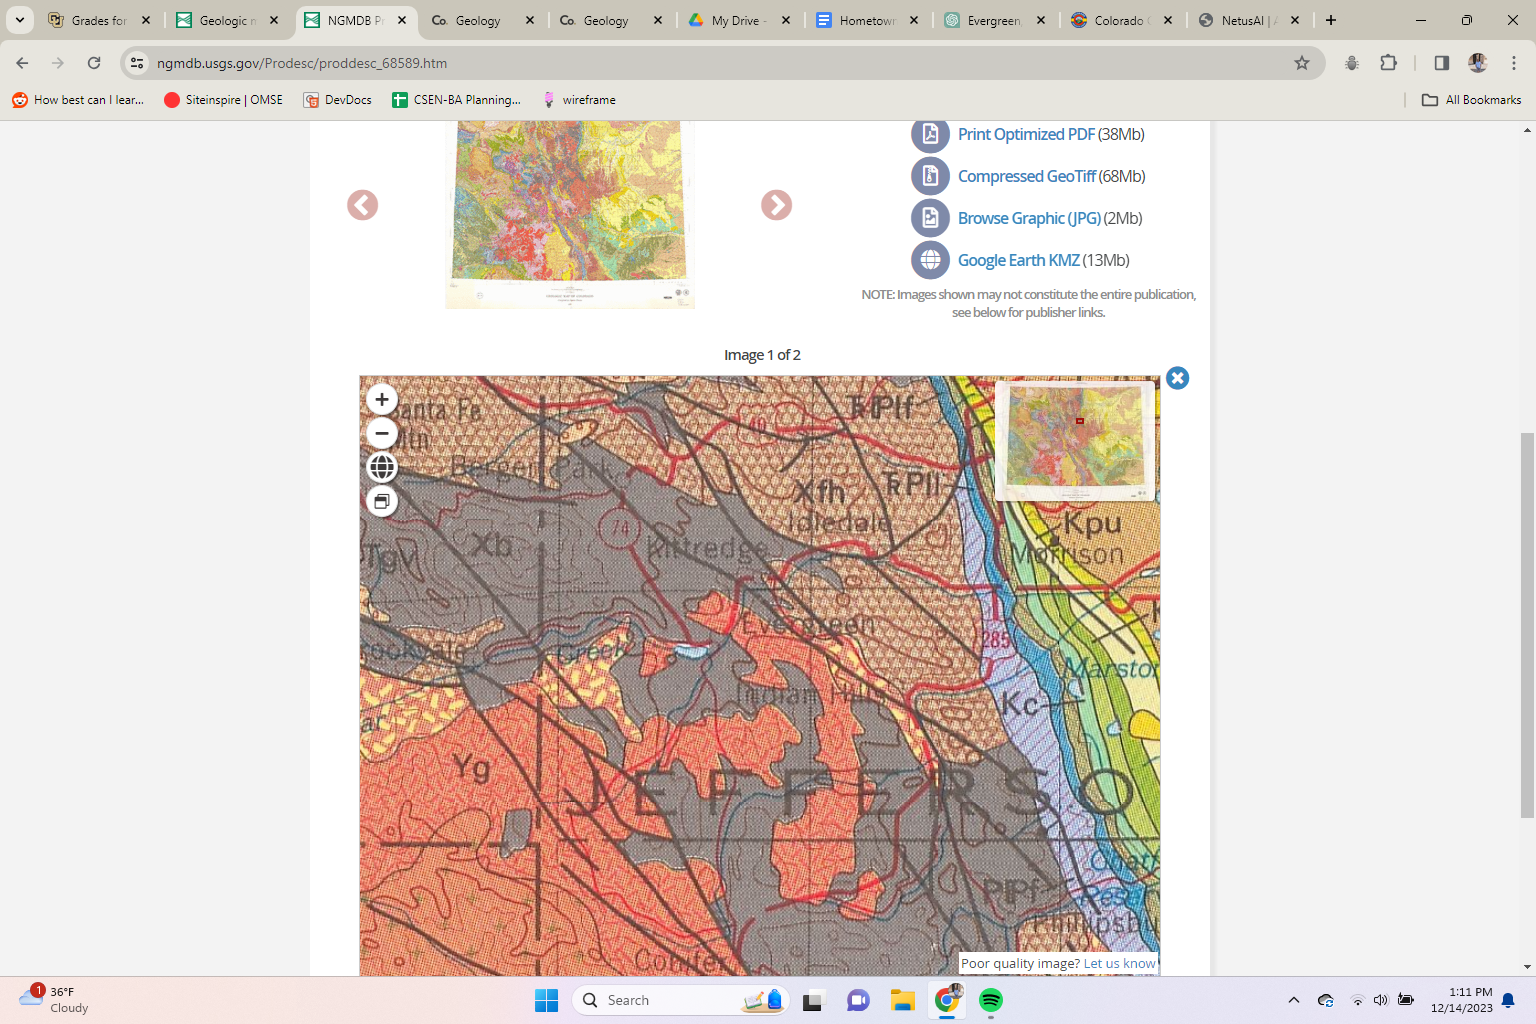 Grades for
Geologic m
NGMDB Pr
Geology
Geology
My Drive -
Hometown
Evergreen,
Colorado G
NetusAI | A
ngmdb.usgs.gov/Prodesc/proddesc_68589.htm
How best can I lear...
Siteinspire | OMSE
DevDocs
CSEN-BA Planning...
wireframe
All Bookmarks
Print Optimized PDF (38Mb)
Compressed GeoTiff (68Mb)
Browse Graphic (JPG) (2Mb)
Google Earth KMZ (13Mb)
NOTE: Images shown may not constitute the entire publication,
see below for publisher links.
Image 1 of 2
Santa Fe
Mtn
40
Bergen Park
Xfh
Idledale
Kpu
Morrison
74
Xb
TgV
Kittredge
Evergreen
285
Creek
Marston
Indian Hills
Kc
Yg
JEFFERSO
Phillipsbu
Conifer
Poor quality image? Let us know
1
36°F
Cloudy
Search
1:11 PM
12/14/2023